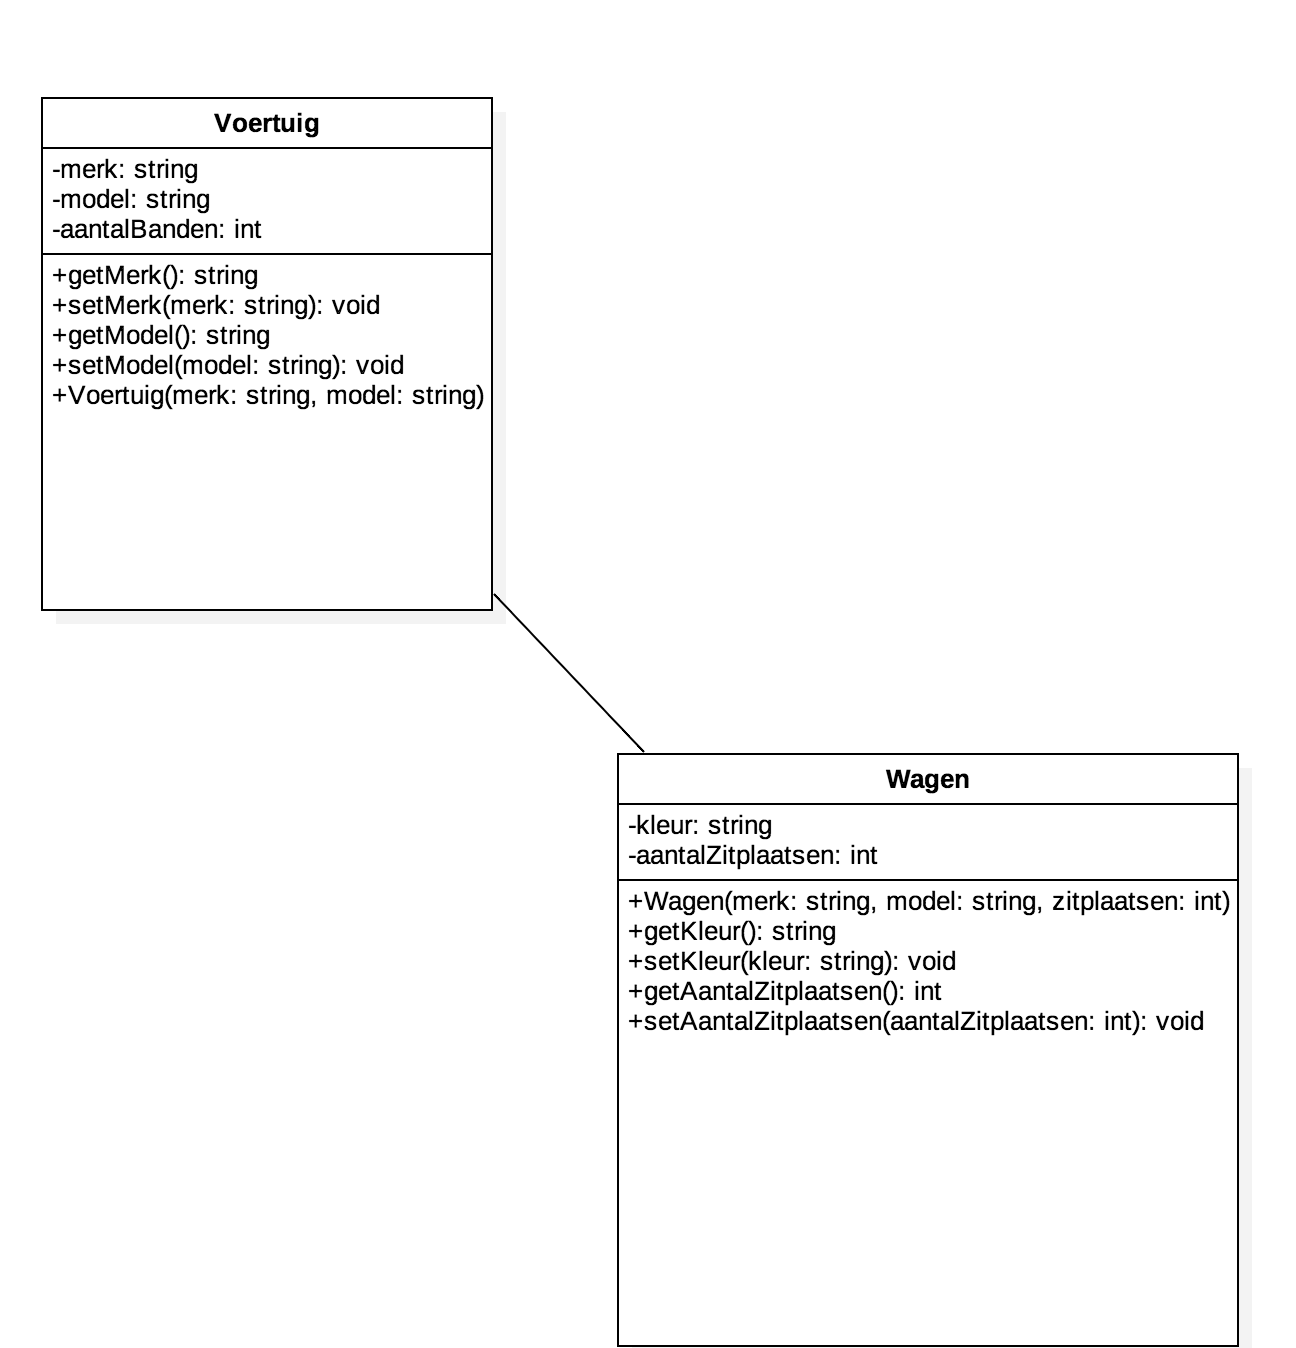 Voertuig
-merk: string
-model: string
-aantalBanden: int
+getMerk(): string
+setMerk(merk: string): void
+getModel(): string
+setModel(model: string): void
+Voertuig(merk: string, model: string)
Wagen
-kleur: string
-aantalZitplaatsen: int
+Wagen(merk: string, model: string, zitplaatsen: int)
+getKleur(): string
+setKleur(kleur: string): void
+getAantalZitplaatsen(): int
+setAantalZitplaatsen(aantalZitplaatsen: int): void